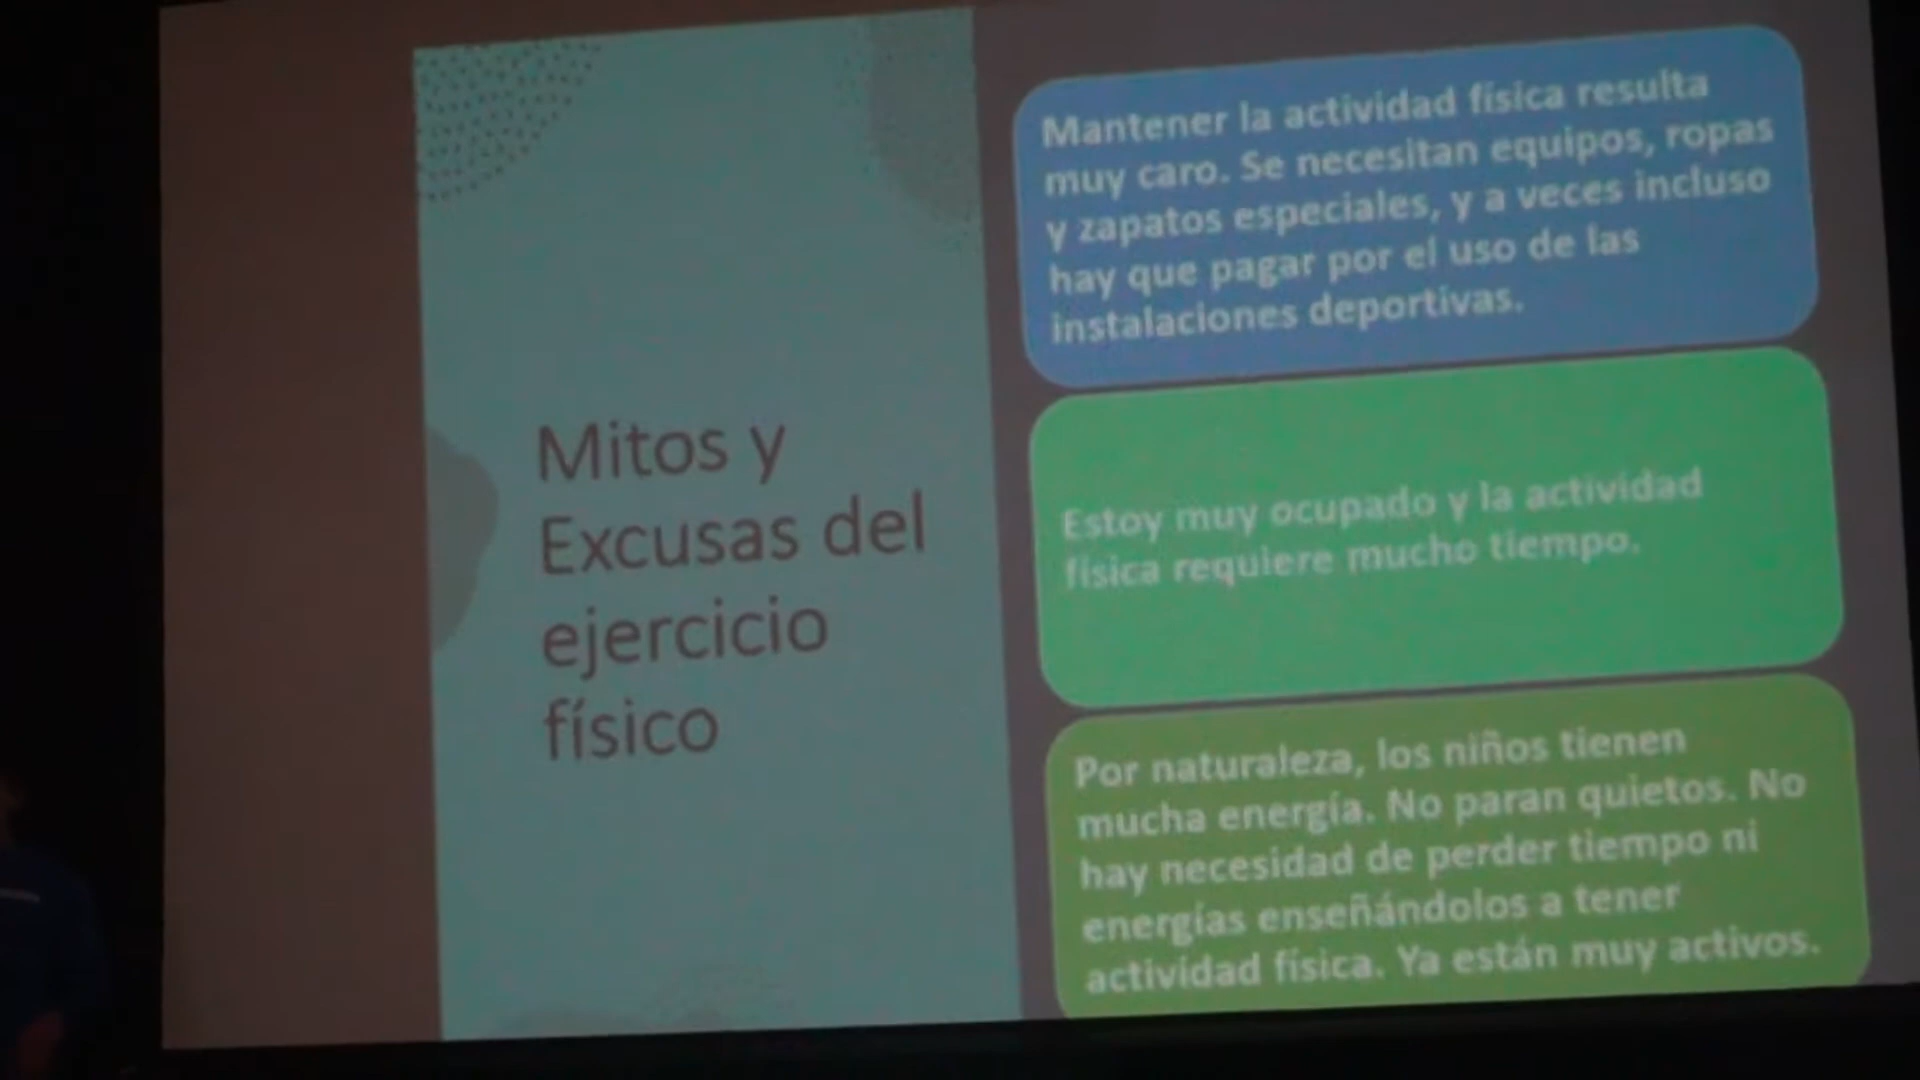 Mitos y
Excusas del
ejercicio
físico
Mantener la actividad física resulta
muy caro. Se necesitan equipos, ropas
y zapatos especiales, y a veces incluso
hay que pagar por el uso de las
instalaciones deportivas.
Estoy muy ocupado y la actividad
física requiere mucho tiempo.
Por naturaleza, los niños tienen
mucha energía. No paran quietos. No
hay necesidad de perder tiempo ni
energías enseñándolos a tener
actividad física. Ya están muy activos.